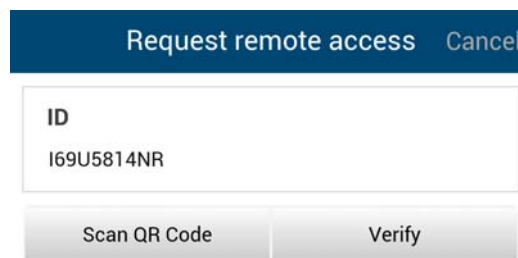 Request remote access Cancel
ID
I69U5814NR
Scan QR Code Verify